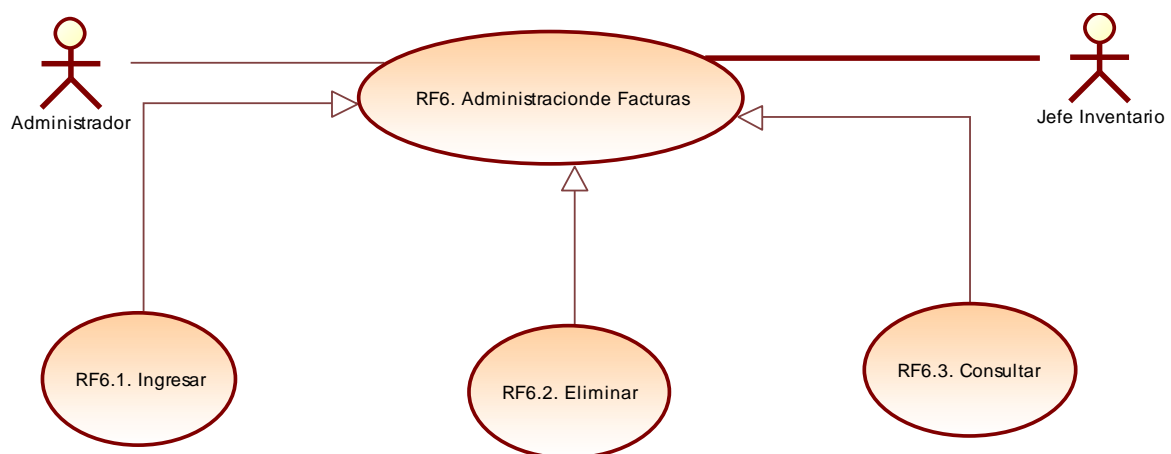 RF6. Administracionde Facturas
Administrador
Jefe Inventario
RF6.1. Ingresar
RF6.2. Eliminar
RF6.3. Consultar